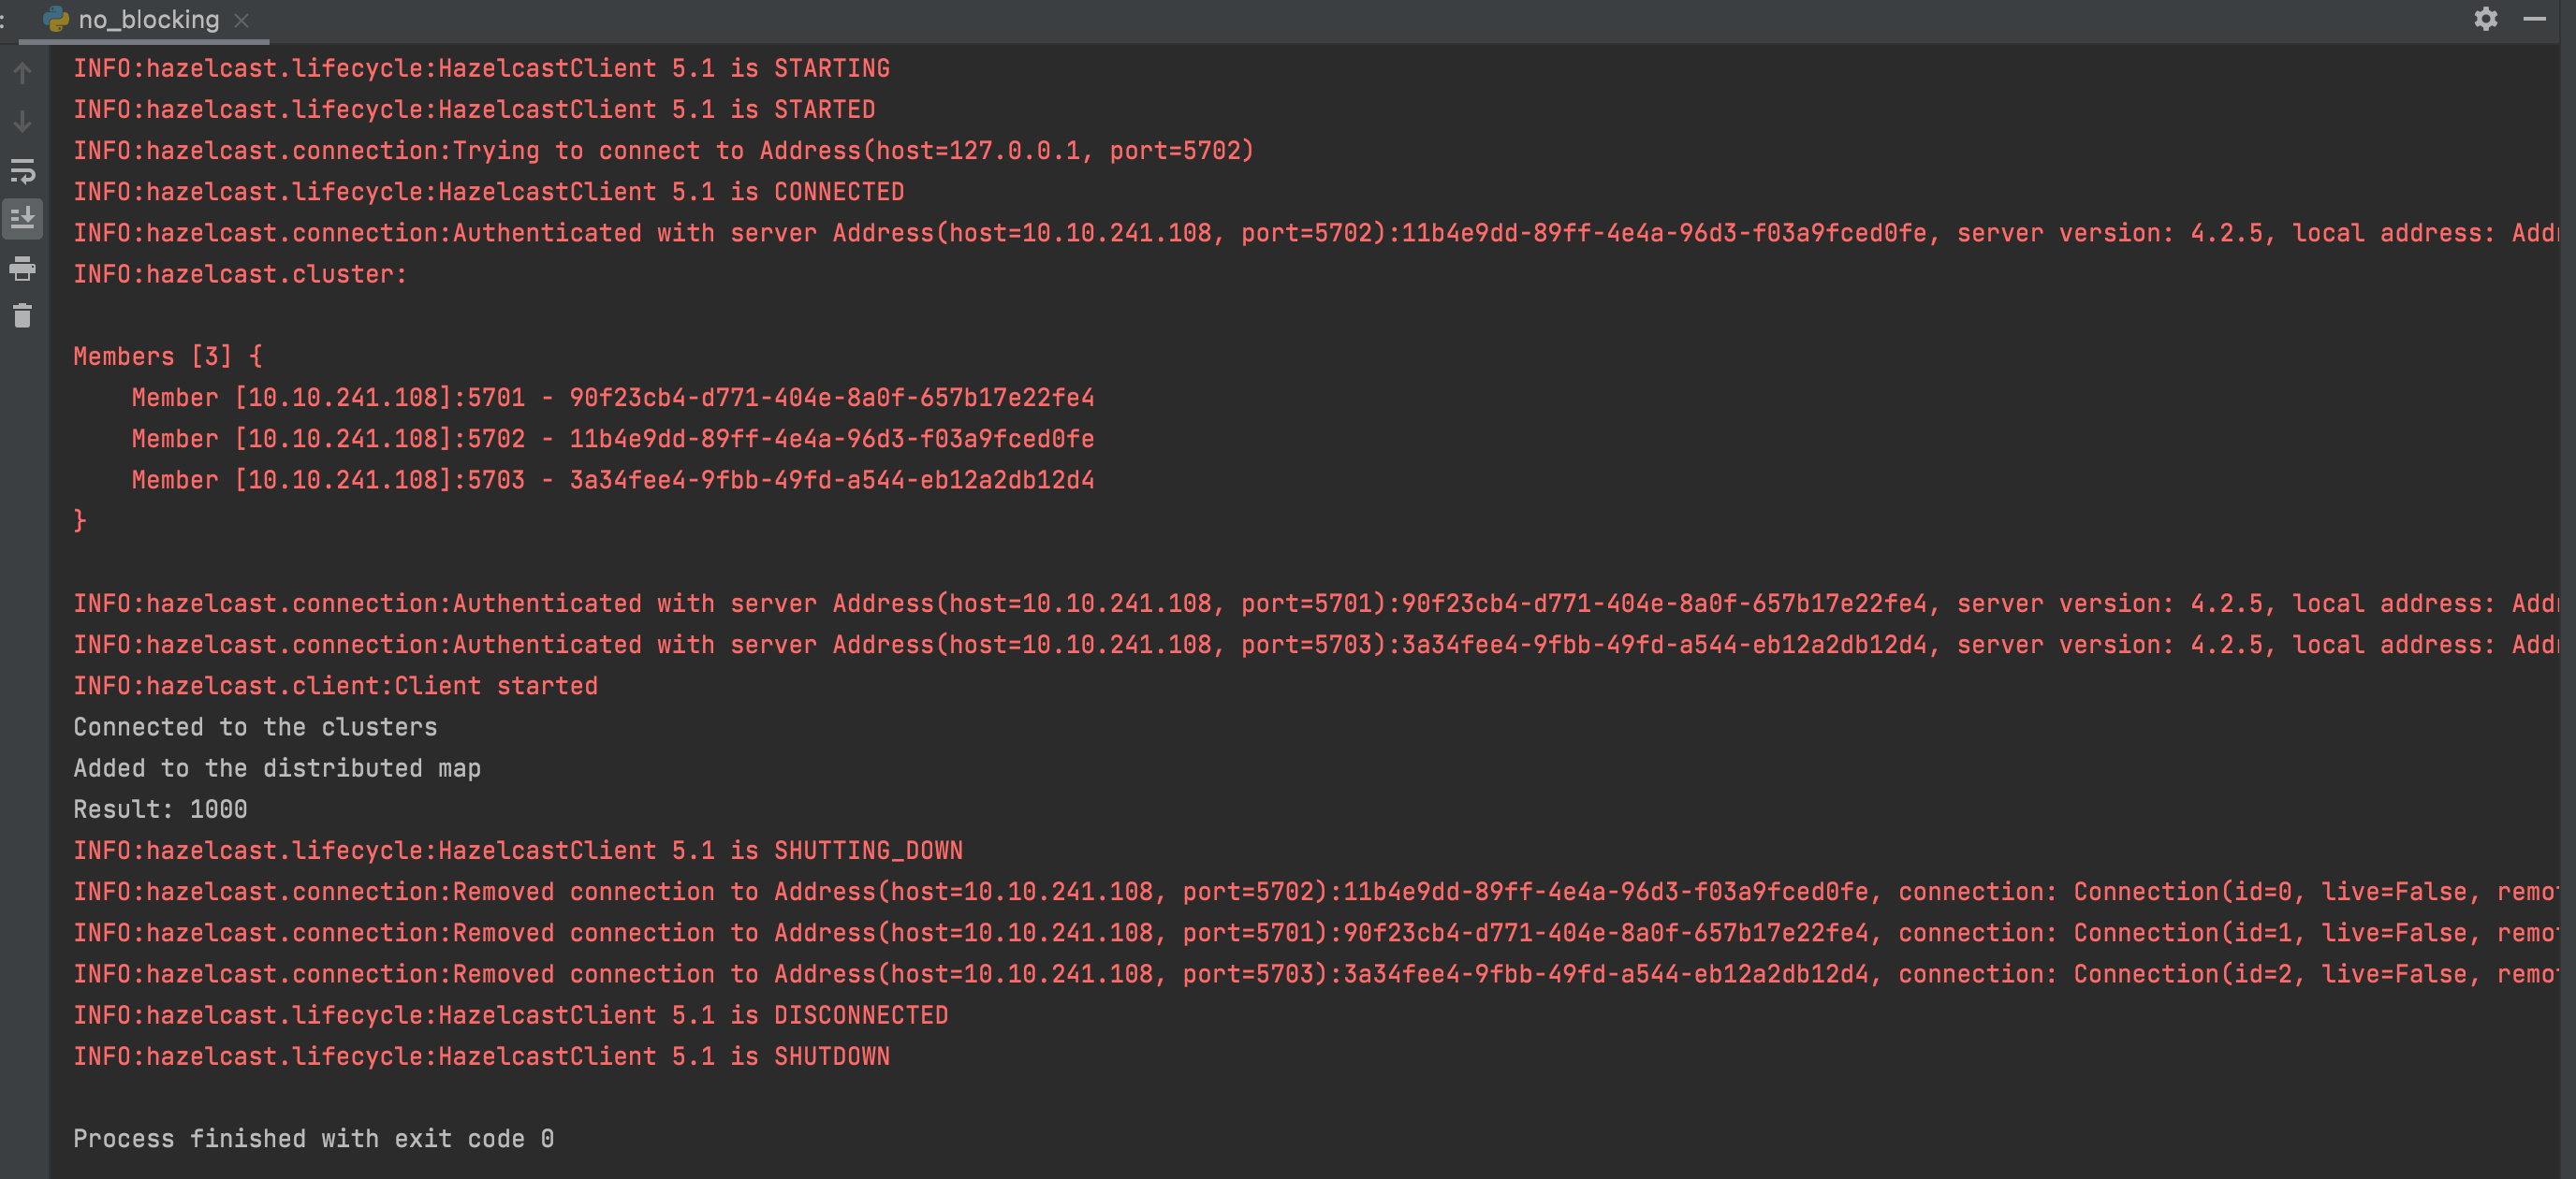 no_blocking
INFO:hazelcast.lifecycle:HazelcastClient 5.1 is STARTING
INFO:hazelcast.lifecycle:HazelcastClient 5.1 is STARTED
INFO:hazelcast.connection:Trying to connect to Address(host=127.0.0.1, port=5702)
INFO:hazelcast.lifecycle:HazelcastClient 5.1 is CONNECTED
INFO:hazelcast.connection:Authenticated with server Address(host=10.10.241.108, port=5702):11b4e9dd-89ff-4e4a-96d3-f03a9fced0fe, server version: 4.2.5, local address: Add
INFO:hazelcast.cluster:
Members [3] {
Member [10.10.241.108]:5701 - 90f23cb4-d771-404e-8a0f-657b17e22fe4
Member [10.10.241.108]:5702 - 11b4e9dd-89ff-4e4a-96d3-f03a9fced0fe
Member [10.10.241.108]:5703 - 3a34fee4-9fbb-49fd-a544-eb12a2db12d4
}
INFO:hazelcast.connection:Authenticated with server Address(host=10.10.241.108, port=5701):90f23cb4-d771-404e-8a0f-657b17e22fe4, server version: 4.2.5, local address: Add
INFO:hazelcast.connection:Authenticated with server Address(host=10.10.241.108, port=5703):3a34fee4-9fbb-49fd-a544-eb12a2db12d4, server version: 4.2.5, local address: Add
INFO:hazelcast.client:Client started
Connected to the clusters
Added to the distributed map
Result: 1000
INFO:hazelcast.lifecycle:HazelcastClient 5.1 is SHUTTING_DOWN
INFO:hazelcast.connection:Removed connection to Address(host=10.10.241.108, port=5702):11b4e9dd-89ff-4e4a-96d3-f03a9fced0fe, connection: Connection(id=0, live=False, remo
INFO:hazelcast.connection:Removed connection to Address(host=10.10.241.108, port=5701):90f23cb4-d771-404e-8a0f-657b17e22fe4, connection: Connection(id=1, live=False, remo
INFO:hazelcast.connection:Removed connection to Address(host=10.10.241.108, port=5703):3a34fee4-9fbb-49fd-a544-eb12a2db12d4, connection: Connection(id=2, live=False, remo
INFO:hazelcast.lifecycle:HazelcastClient 5.1 is DISCONNECTED
INFO:hazelcast.lifecycle:HazelcastClient 5.1 is SHUTDOWN
Process finished with exit code 0